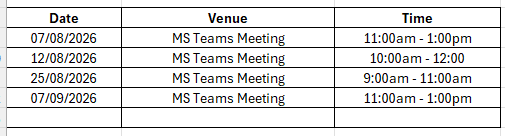 Date Venue Time
07/08/2026 MS Teams Meeting 11:00am - 1:00pm
12/08/2026 MS Teams Meeting 10:00am - 12:00
25/08/2026 MS Teams Meeting 9:00am - 11:00am
07/09/2026 MS Teams Meeting 11:00am - 1:00pm